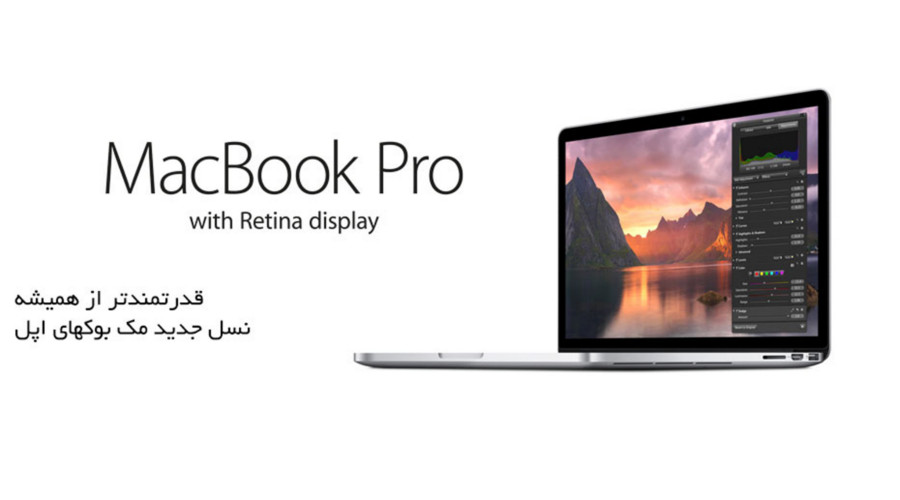 MacBook Pro
with Retina display
قدرتمندتر از همیشه
نسل جدید مک بوکهای اپل